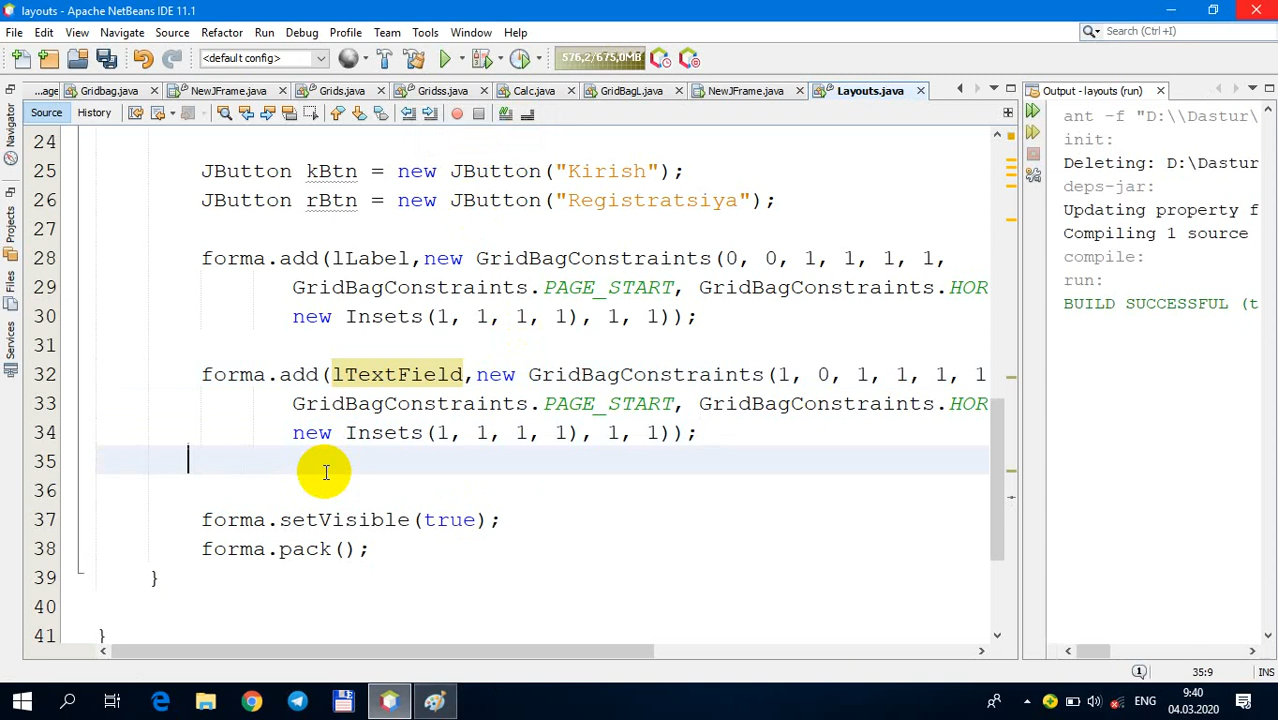 layouts - Apache NetBeans IDE 11.1
File Edit View Navigate Source Refactor Run Debug Profile Team Tools Window Help
Search (Ctrl+I)
<default config>
576,2/675,0MB
...age Gridbag.java NewJFrame.java Grids.java Gridss.java Calc.java GridBagL.java NewJFrame.java Layouts.java
Output - layouts (run)
Source History
Navigator
Projects
Files
Services
24
25 JButton kBtn = new JButton("Kirish");
26 JButton rBtn = new JButton("Registratsiya");
27
28 forma.add(lLabel,new GridBagConstraints(0, 0, 1, 1, 1, 1,
29 GridBagConstraints.PAGE_START, GridBagConstraints.HOR
30 new Insets(1, 1, 1, 1), 1, 1));
31
32 forma.add(lTextField,new GridBagConstraints(1, 0, 1, 1, 1, 1
33 GridBagConstraints.PAGE_START, GridBagConstraints.HOR
34 new Insets(1, 1, 1, 1), 1, 1));
35
36
37 forma.setVisible(true);
38 forma.pack();
39 }
40
41 }
ant -f "D:\\Dastur\
init:
Deleting: D:\Dastur
deps-jar:
Updating property f
Compiling 1 source
compile:
run:
BUILD SUCCESSFUL (t
1
35:9
INS
ENG
9:40
04.03.2020